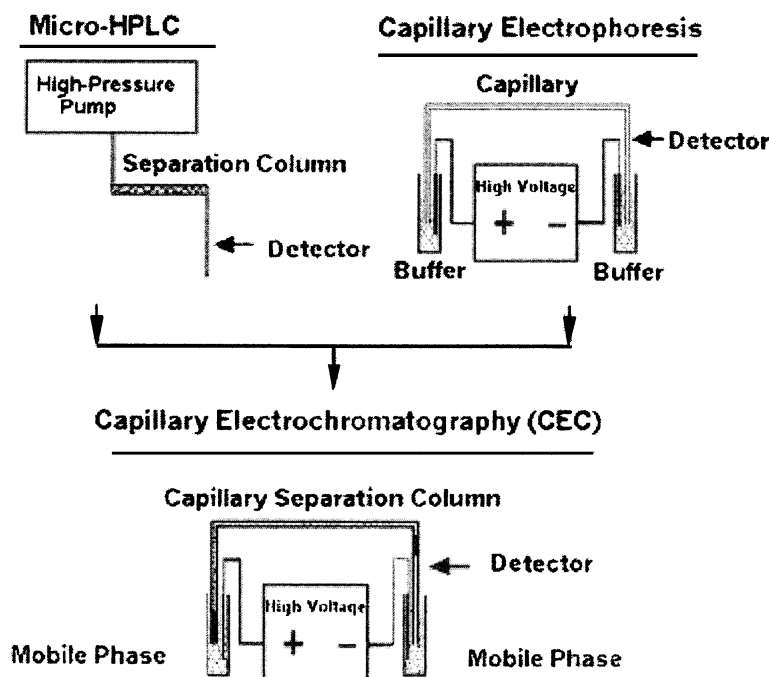 Micro-HPLC
High-Pressure
Pump
Separation Column
Detector
Capillary Electrophoresis
Capillary
Detector
High Voltage
+ −
Buffer
Buffer
Capillary Electrochromatography (CEC)
Capillary Separation Column
Detector
High Voltage
+ −
Mobile Phase
Mobile Phase